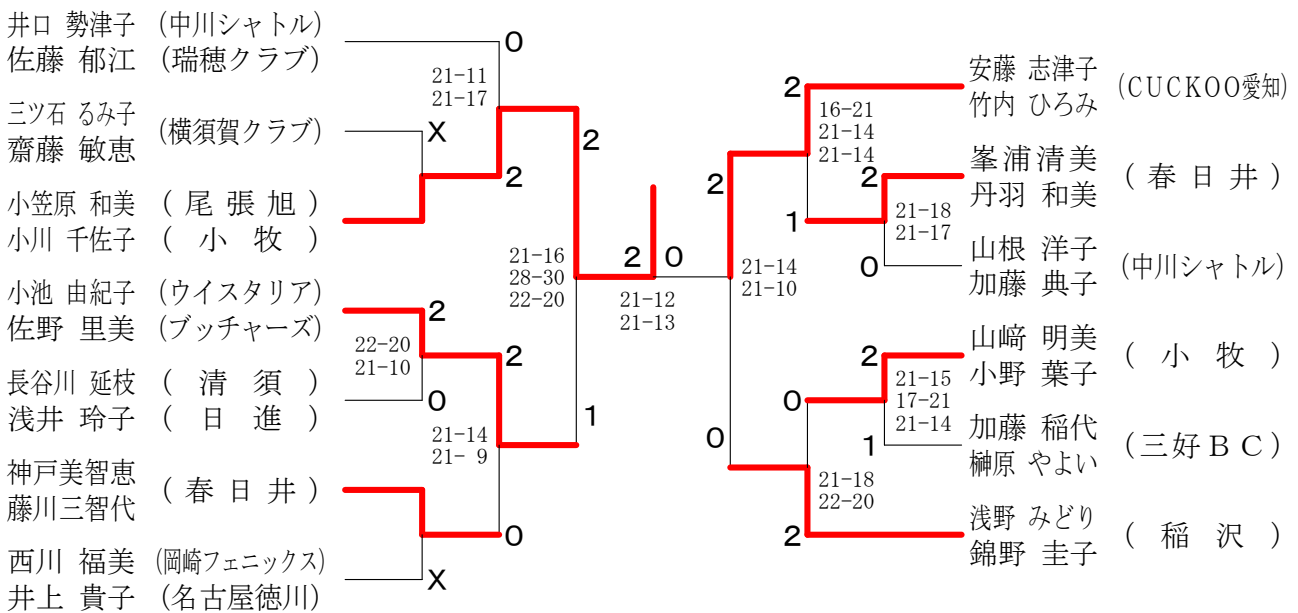 井口 勢津子 (中川シャトル)
佐藤 郁江 (瑞穂クラブ)
三ツ石 るみ子
齋藤 敏恵
(横須賀クラブ)
小笠原 和美 (尾張旭)
小川 千佐子 (小牧)
小池 由紀子 (ウイスタリア)
佐野 里美 (ブッチャーズ)
長谷川 延枝 (清須)
浅井 玲子 (日進)
神戸美智恵
藤川三智代
(春日井)
西川 福美 (岡崎フェニックス)
井上 貴子 (名古屋徳川)
0
21-11
21-17
X
2
2
22-20
21-10
0
2
21-14
21- 9
0
X
2
21-16
28-30
22-20
1
2 0
21-12
21-13
2
21-14
21-10
0
2
16-21
21-14
21-14
1
2
21-18
21-17
0
2
21-15
17-21
21-14
1
0
21-18
22-20
2
安藤 志津子
竹内 ひろみ
(CUCKOO愛知)
峯浦清美
丹羽 和美
(春日井)
山根 洋子
加藤 典子
(中川シャトル)
山﨑 明美
小野 葉子
(小牧)
加藤 稲代
榊原 やよい
(三好BC)
浅野 みどり
錦野 圭子
(稲沢)